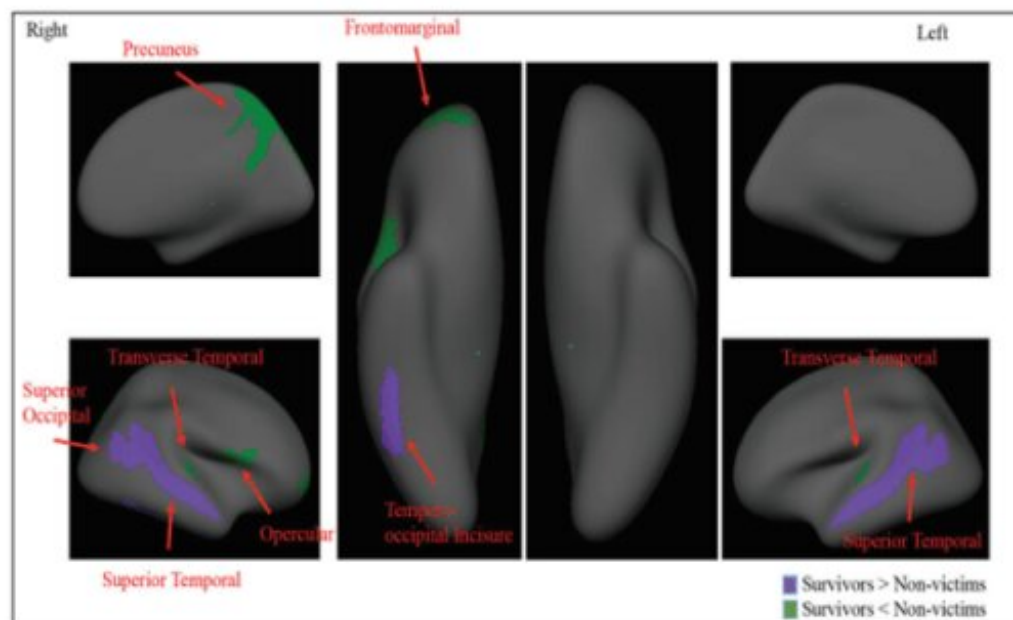 Right
Left
Frontomarginal
Precuneus
Transverse Temporal
Superior
Occipital
Opercular
Superior Temporal
Tempero-
occipital Incisure
Transverse Temporal
Superior Temporal
Survivors > Non-victims
Survivors < Non-victims